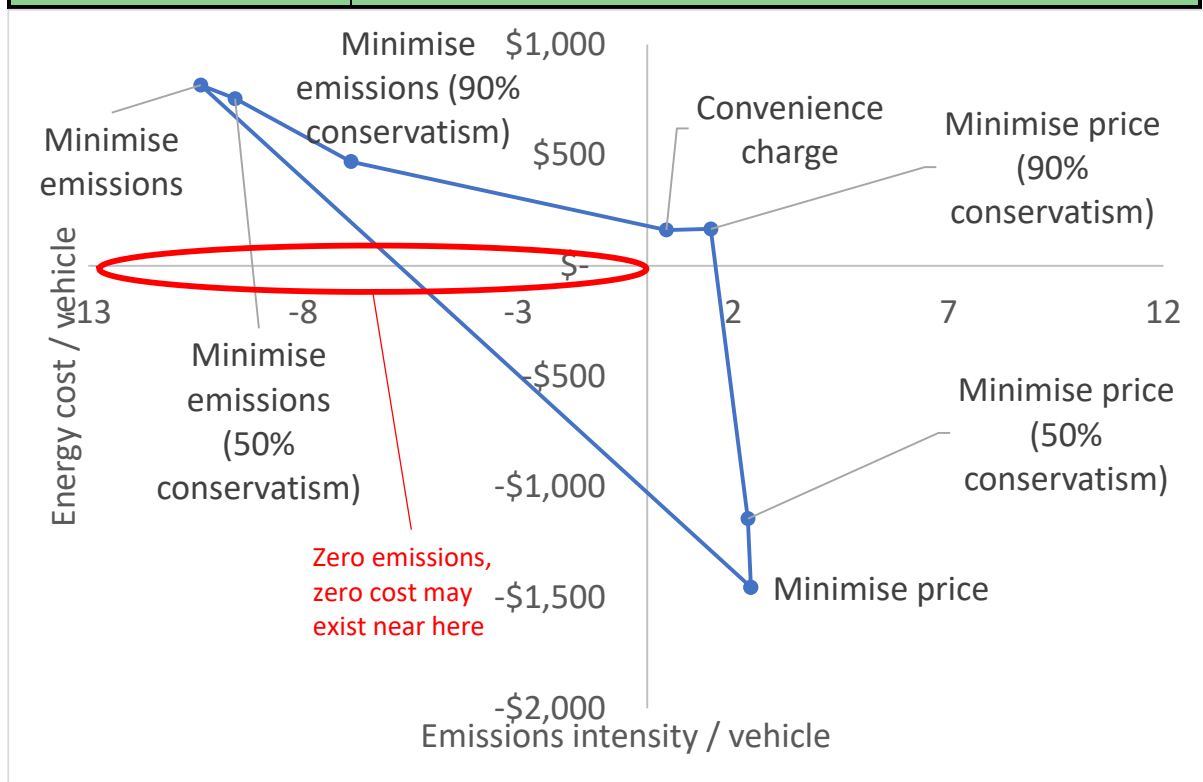 Minimise
emissions (90%
conservatism)
$1,000
$500
$-
-$500
-$1,000
-$1,500
-$2,000
Minimise
emissions
Convenience
charge
Minimise price
(90%
conservatism)
-13
-8
-3
2
7
12
Energy cost / vehicle
Minimise
emissions
(50%
conservatism)
Minimise price
(50%
conservatism)
Zero emissions,
zero cost may
exist near here
Minimise price
Emissions intensity / vehicle